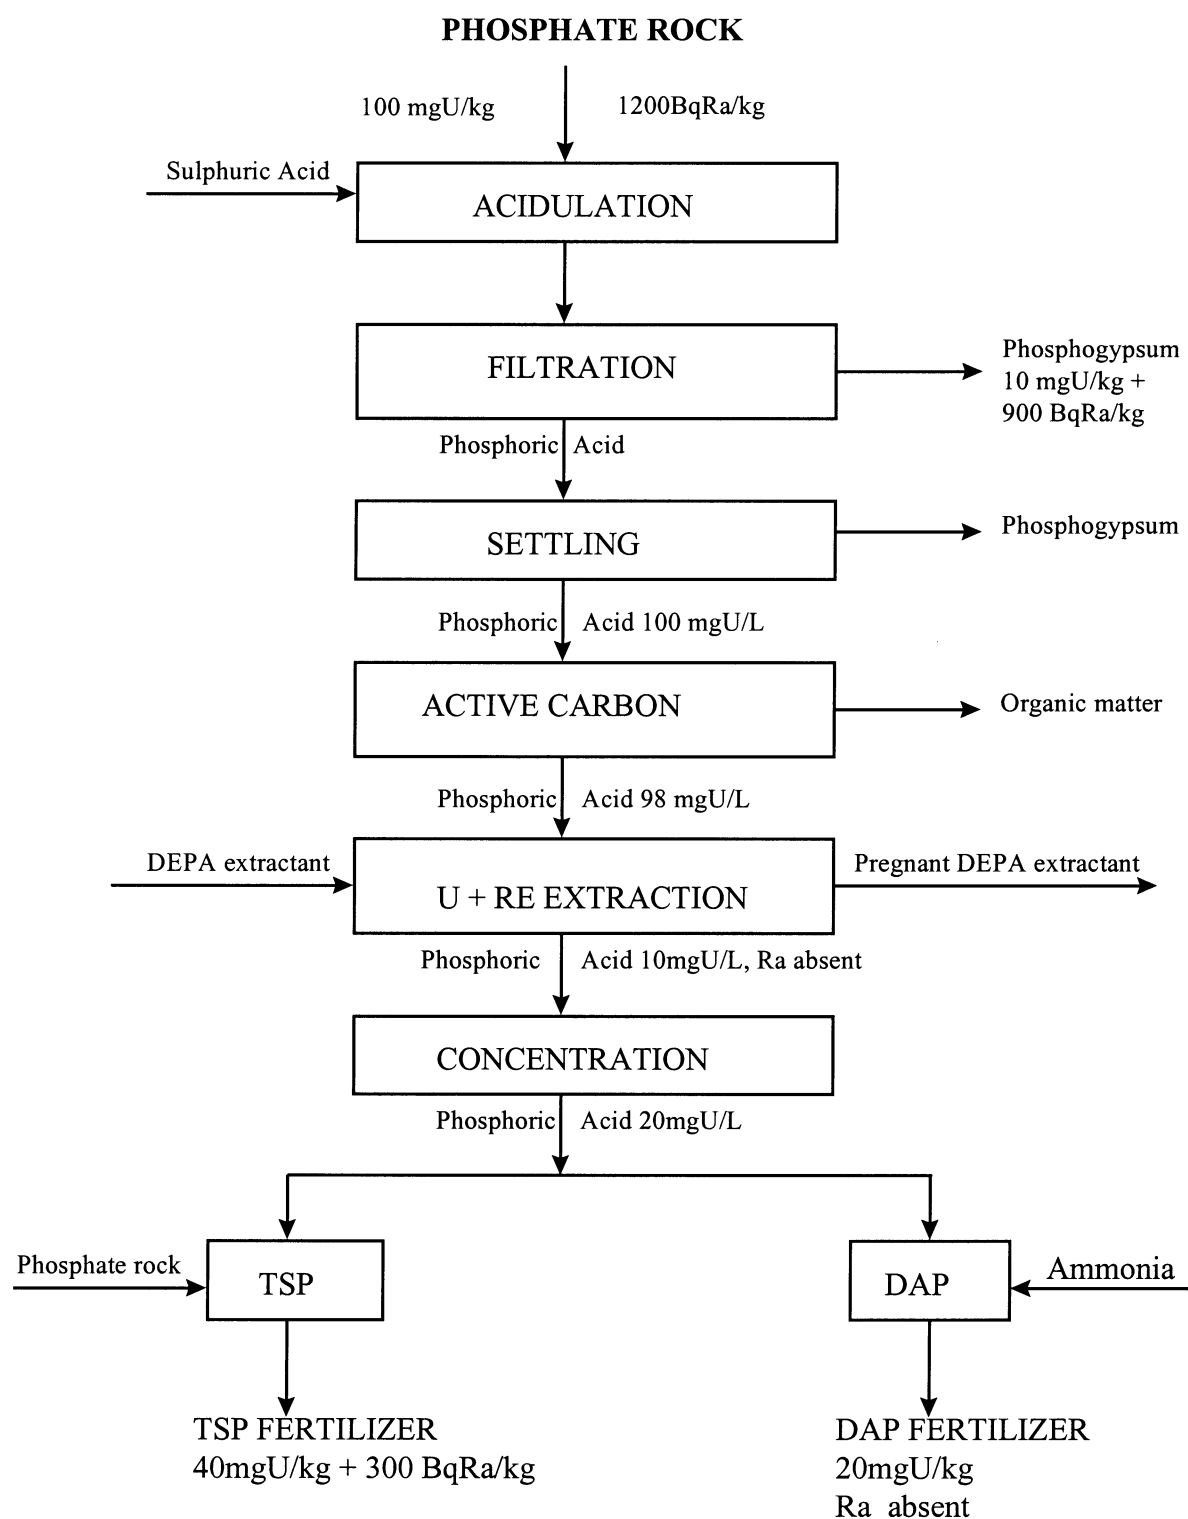 PHOSPHATE ROCK
100 mgU/kg
1200BqRa/kg
Sulphuric Acid
ACIDULATION
FILTRATION
Phosphogypsum
10 mgU/kg +
900 BqRa/kg
Phosphoric Acid
SETTLING
Phosphogypsum
Phosphoric Acid 100 mgU/L
ACTIVE CARBON
Organic matter
Phosphoric Acid 98 mgU/L
DEPA extractant
U + RE EXTRACTION
Pregnant DEPA extractant
Phosphoric Acid 10mgU/L, Ra absent
CONCENTRATION
Phosphoric Acid 20mgU/L
Phosphate rock
TSP
DAP
Ammonia
TSP FERTILIZER
40mgU/kg + 300 BqRa/kg
DAP FERTILIZER
20mgU/kg
Ra absent